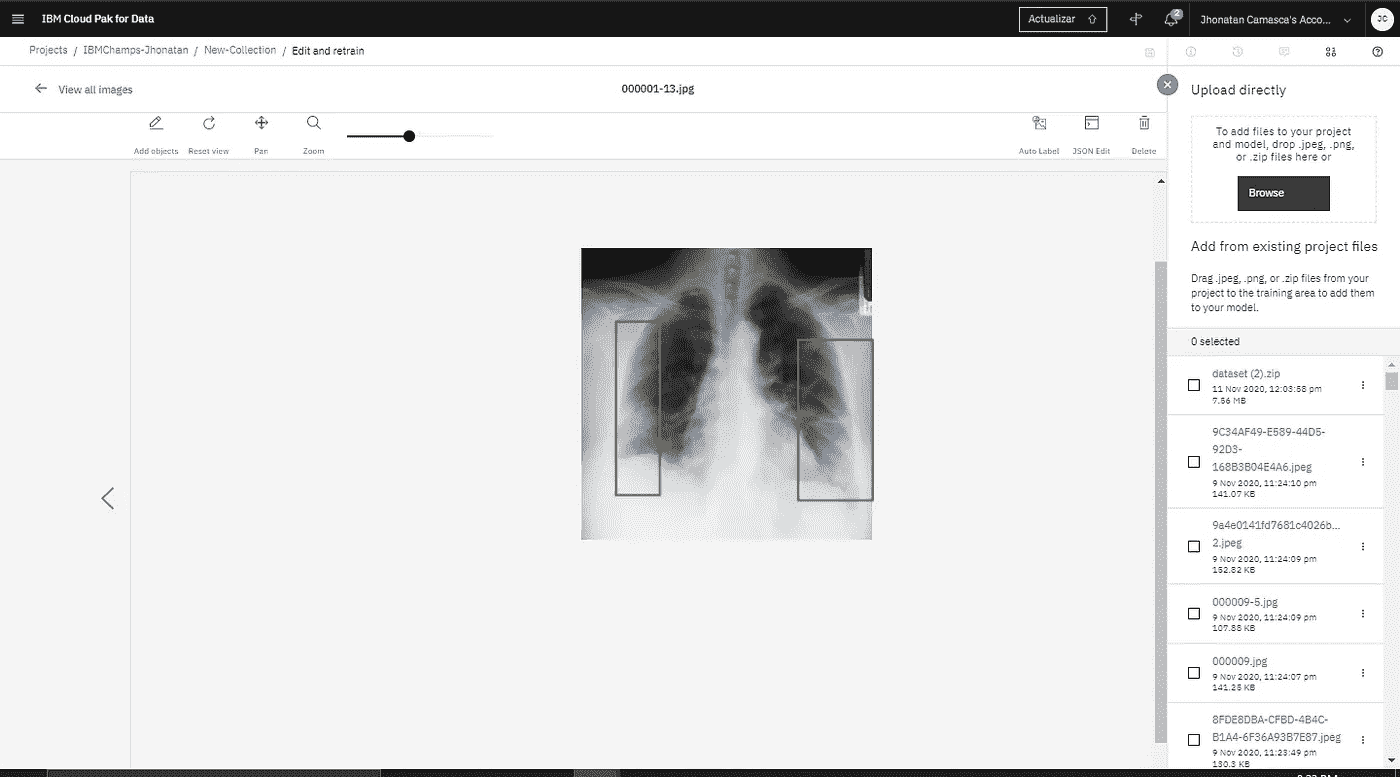 IBM Cloud Pak for Data
Actualizar
2
Jhonatan Camasca's Acco...
JC
Projects / IBMChamps-Jhonatan / New-Collection / Edit and retrain
View all images
000001-13.jpg
Add objects
Reset view
Pan
Zoom
Auto Label
JSON Edit
Delete
Upload directly
To add files to your project
and model, drop .jpeg, .png,
or .zip files here or
Browse
Add from existing project files
Drag .jpeg, .png, or .zip files from your
project to the training area to add them
to your model.
0 selected
dataset (2).zip
11 Nov 2020, 12:03:58 pm
7.56 MB
9C34AF49-E589-44D5-
92D3-
168B3B04E4A6.jpeg
9 Nov 2020, 11:24:10 pm
141.07 KB
9a4e0141fd7681c4026b...
2.jpeg
9 Nov 2020, 11:24:09 pm
152.82 KB
000009-5.jpg
9 Nov 2020, 11:24:09 pm
107.88 KB
000009.jpg
9 Nov 2020, 11:24:07 pm
141.25 KB
8FDE8DBA-CFBD-4B4C-
B1A4-6F36A93B7E87.jpeg
9 Nov 2020, 11:23:49 pm
130.3 KB